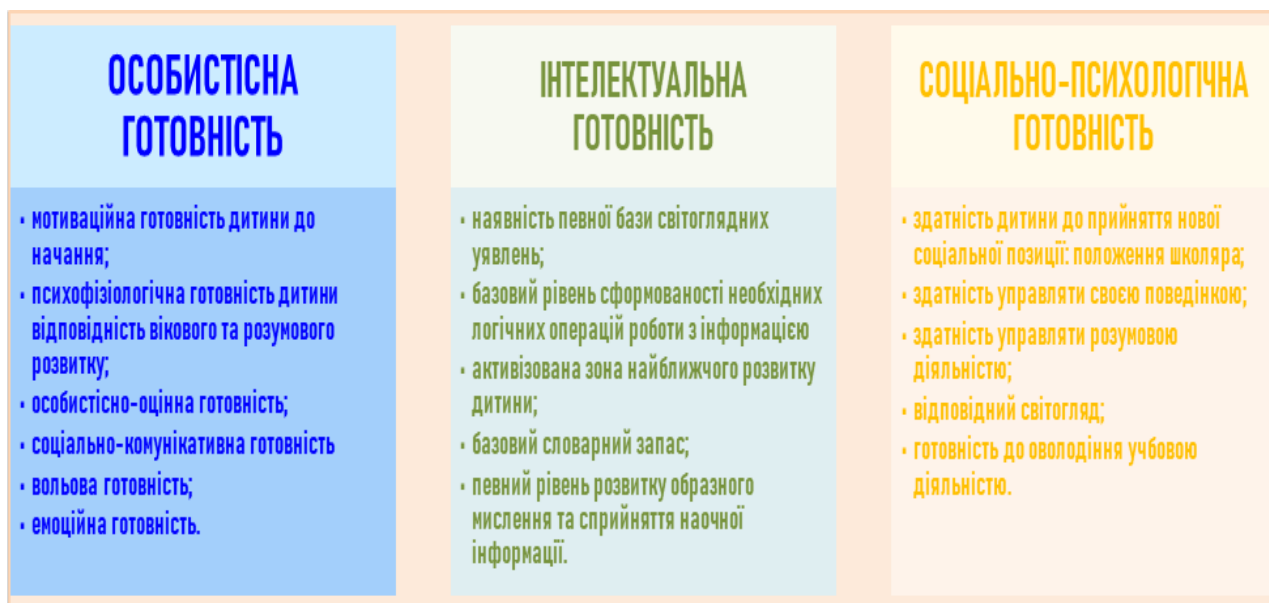 ОСОБИСТІСНА
ГОТОВНІСТЬ
· мотиваційна готовність дитини до
начання;
· психофізіологічна готовність дитини
відповідність вікового та розумового
розвитку;
· особистісно-оцінна готовність;
· соціально-комунікативна готовність
· вольова готовність;
· емоційна готовність.
ІНТЕЛЕКТУАЛЬНА
ГОТОВНІСТЬ
· наявність певної бази світоглядних
уявлень;
· базовий рівень сформованості необхідних
логічних операцій роботи з інформацією
· активізована зона найближчого розвитку
дитини;
· базовий словарний запас;
· певний рівень розвитку образного
мислення та сприйняття наочної
інформації.
СОЦІАЛЬНО-ПСИХОЛОГІЧНА
ГОТОВНІСТЬ
· здатність дитини до прийняття нової
соціальної позиції: положення школяра;
· здатність управляти своєю поведінкою;
· здатність управляти розумовою
діяльністю;
· відповідний світогляд;
· готовність до оволодіння учбовою
діяльністю.